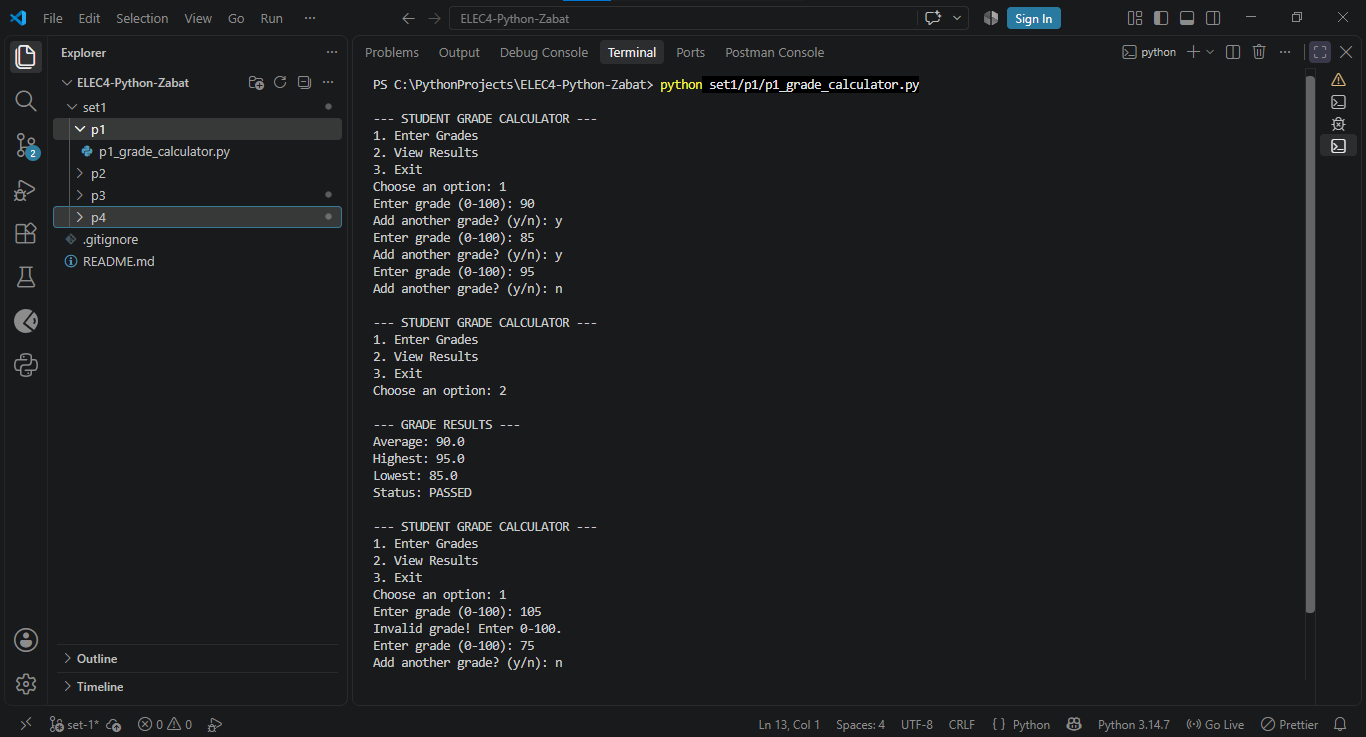 File Edit Selection View Go Run ··· ELEC4-Python-Zabat Sign In
Explorer ···
ELEC4-Python-Zabat ···
set1
p1
p1_grade_calculator.py
p2
p3
p4
.gitignore
README.md
2
Outline
Timeline
Problems Output Debug Console Terminal Ports Postman Console python ···
PS C:\PythonProjects\ELEC4-Python-Zabat> python set1/p1/p1_grade_calculator.py
--- STUDENT GRADE CALCULATOR ---
1. Enter Grades
2. View Results
3. Exit
Choose an option: 1
Enter grade (0-100): 90
Add another grade? (y/n): y
Enter grade (0-100): 85
Add another grade? (y/n): y
Enter grade (0-100): 95
Add another grade? (y/n): n
--- STUDENT GRADE CALCULATOR ---
1. Enter Grades
2. View Results
3. Exit
Choose an option: 2
--- GRADE RESULTS ---
Average: 90.0
Highest: 95.0
Lowest: 85.0
Status: PASSED
--- STUDENT GRADE CALCULATOR ---
1. Enter Grades
2. View Results
3. Exit
Choose an option: 1
Enter grade (0-100): 105
Invalid grade! Enter 0-100.
Enter grade (0-100): 75
Add another grade? (y/n): n
set-1* 0 0 Ln 13, Col 1 Spaces: 4 UTF-8 CRLF { } Python Python 3.14.7 Go Live Prettier